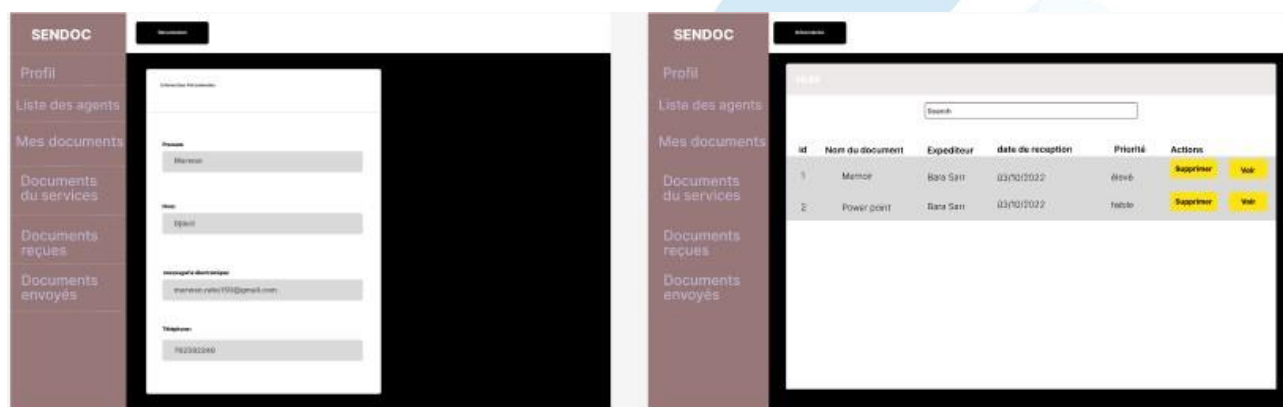 SENDOC
Profil
Liste des agents
Mes documents
Documents
du services
Documents
reçues
Documents
envoyés
Prenom
Nom
Téléphone
SENDOC
Profil
Liste des agents
Mes documents
Documents
du services
Documents
reçues
Documents
envoyés
Search
id Nom du document Expediteur date de reception Priorité Actions
1 Memoir Bara Sarr 03/10/2022 élevé Supprimer Voir
2 Power point Bara Sarr 03/10/2022 faible Supprimer Voir